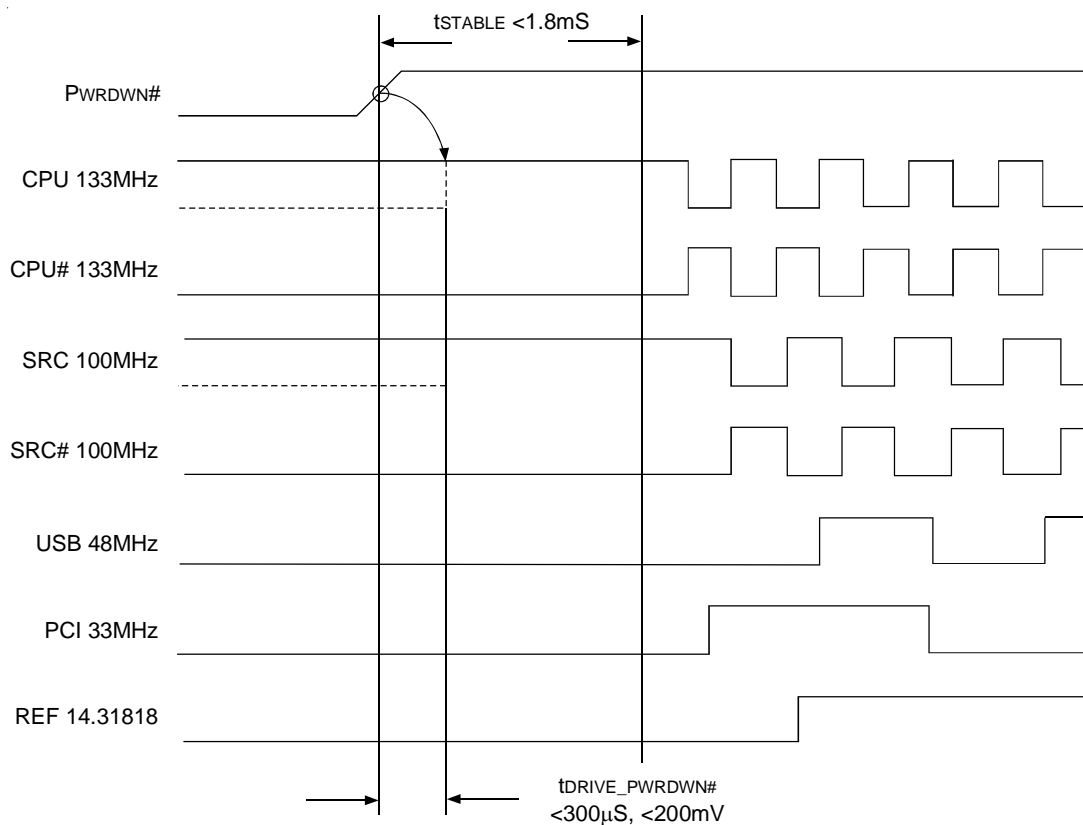 tSTABLE <1.8mS
PWRDWN#
CPU 133MHz
CPU# 133MHz
SRC 100MHz
SRC# 100MHz
USB 48MHz
PCI 33MHz
REF 14.31818
tDRIVE_PWRDWN#
<300μS, <200mV